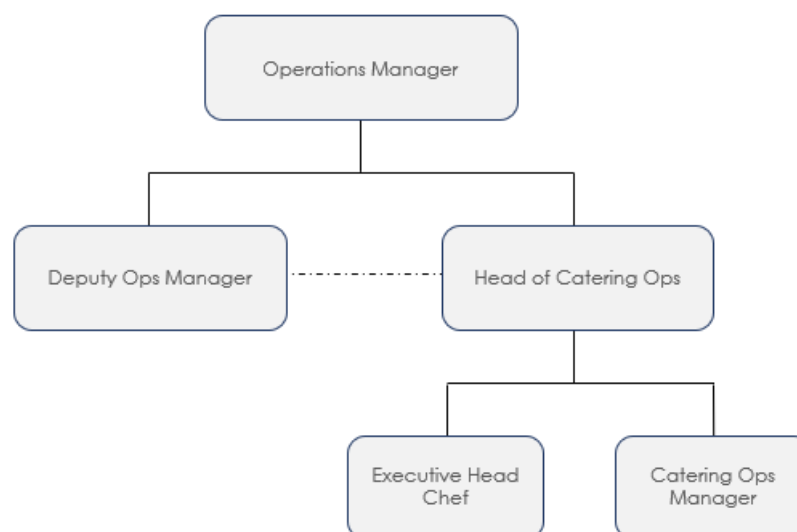 Operations Manager
Deputy Ops Manager
Head of Catering Ops
Executive Head
Chef
Catering Ops
Manager